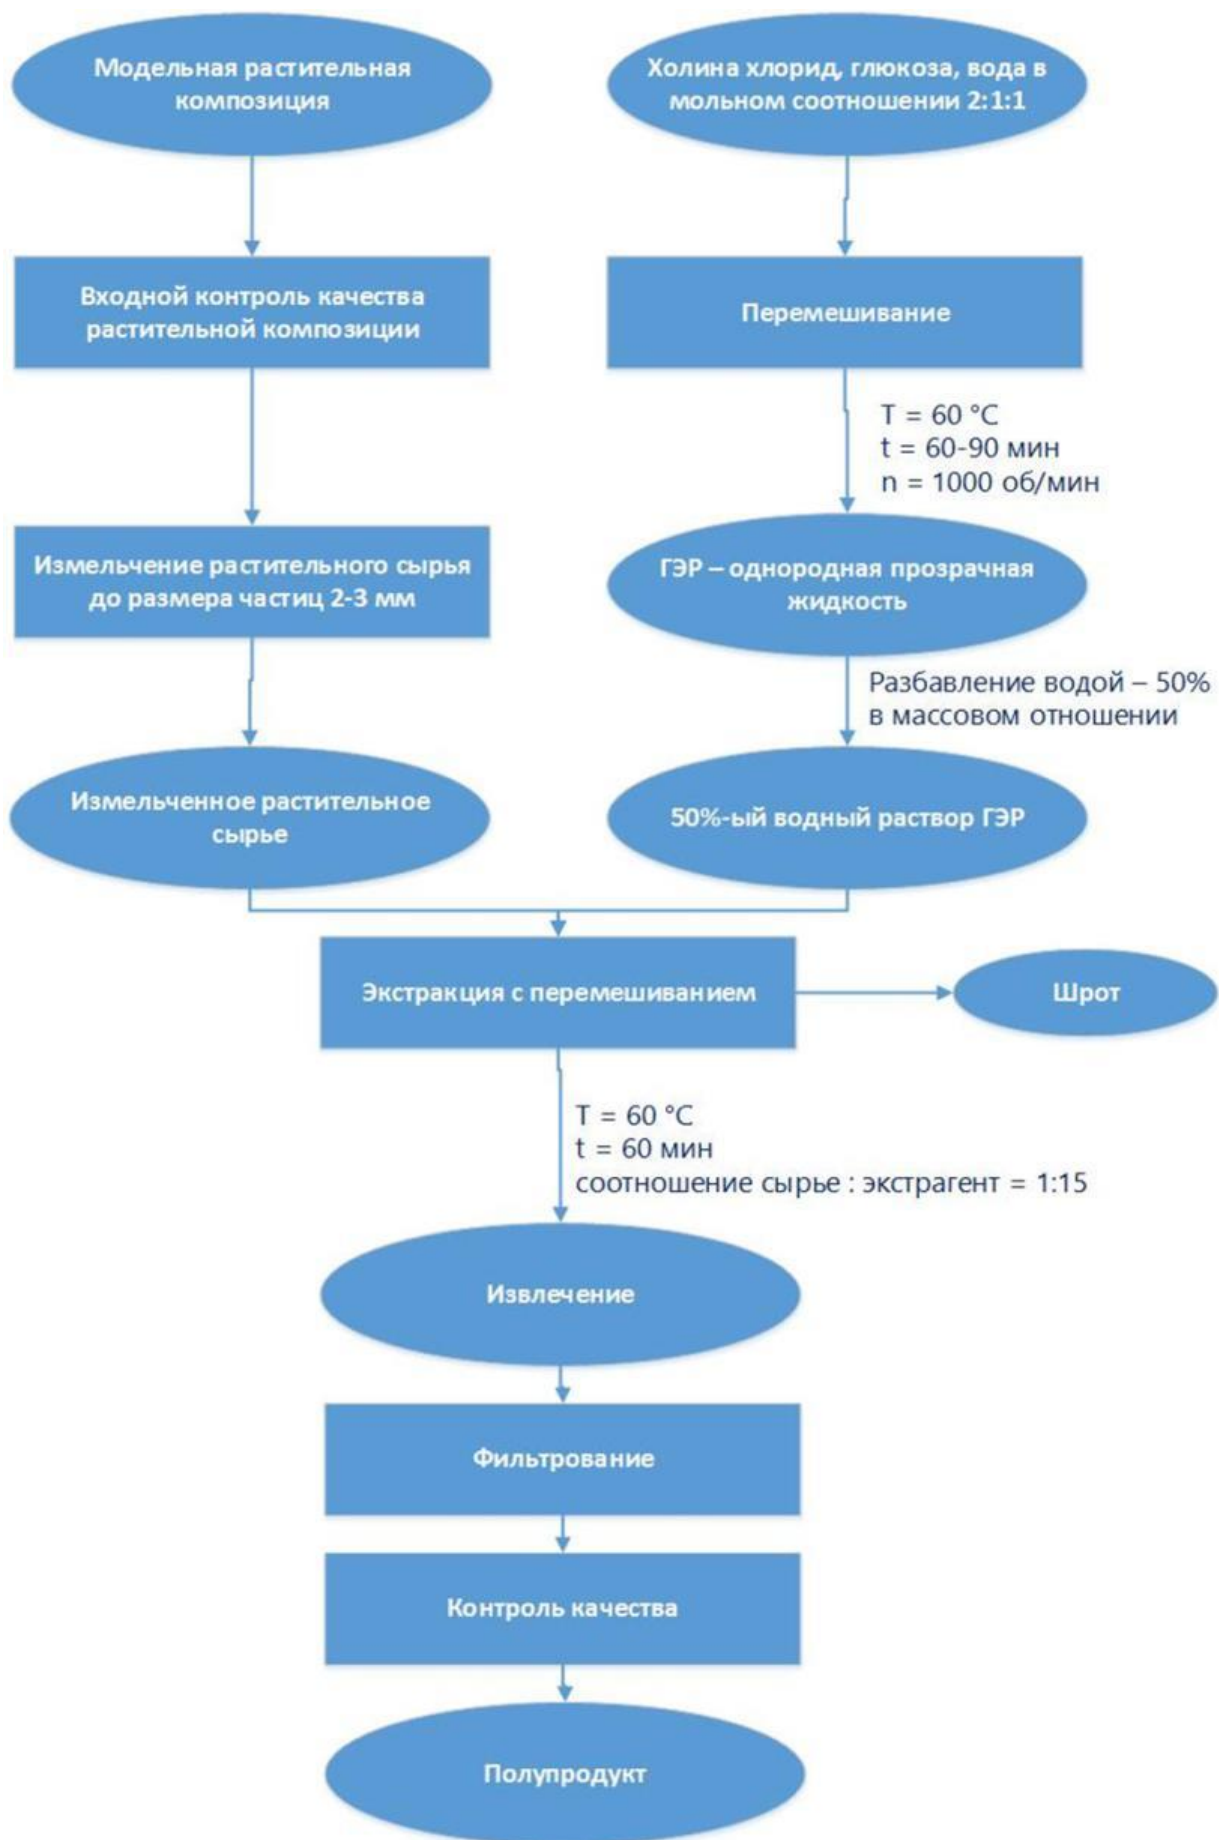 Модельная растительная
композиция
Холина хлорид, глюкоза, вода в
мольном соотношении 2:1:1
Входной контроль качества
растительной композиции
Перемешивание
T = 60 °C
t = 60-90 мин
n = 1000 об/мин
Измельчение растительного сырья
до размера частиц 2-3 мм
ГЭР – однородная прозрачная
жидкость
Разбавление водой – 50%
в массовом отношении
Измельченное растительное
сырье
50%-ый водный раствор ГЭР
Экстракция с перемешиванием
Шрот
T = 60 °C
t = 60 мин
соотношение сырье : экстрагент = 1:15
Извлечение
Фильтрование
Контроль качества
Полупродукт